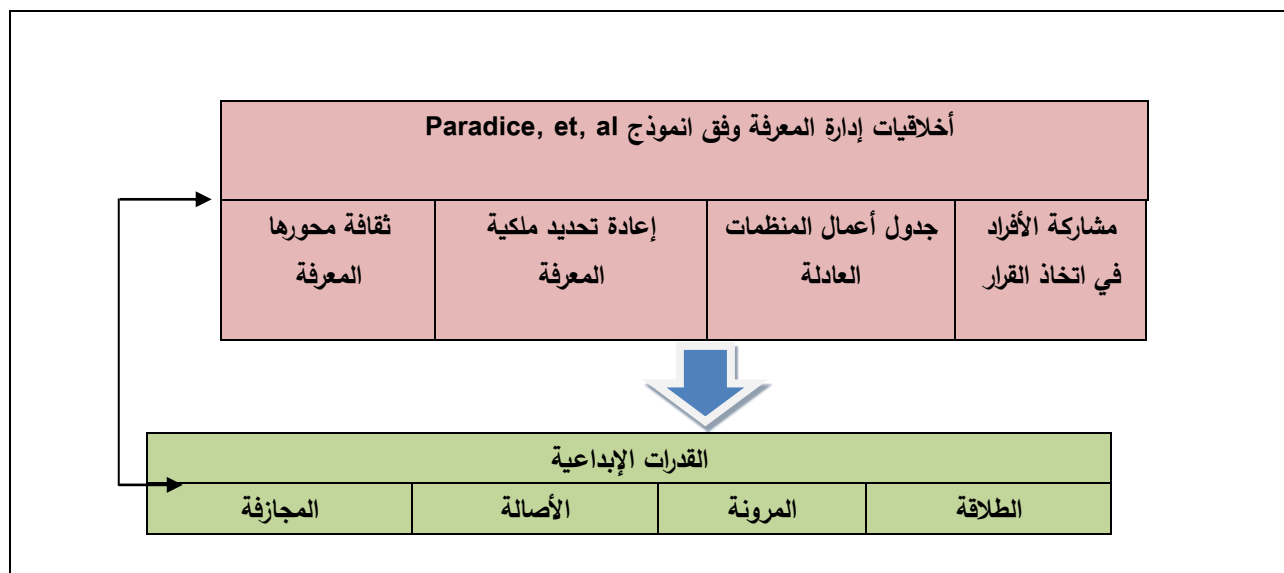 أخلاقيات إدارة المعرفة وفق انموذج Paradice, et, al
مشاركة الأفراد
في اتخاذ القرار
جدول أعمال المنظمات
العادلة
إعادة تحديد ملكية
المعرفة
ثقافة محورها
المعرفة
القدرات الإبداعية
الطلاقة
المرونة
الأصالة
المجازفة